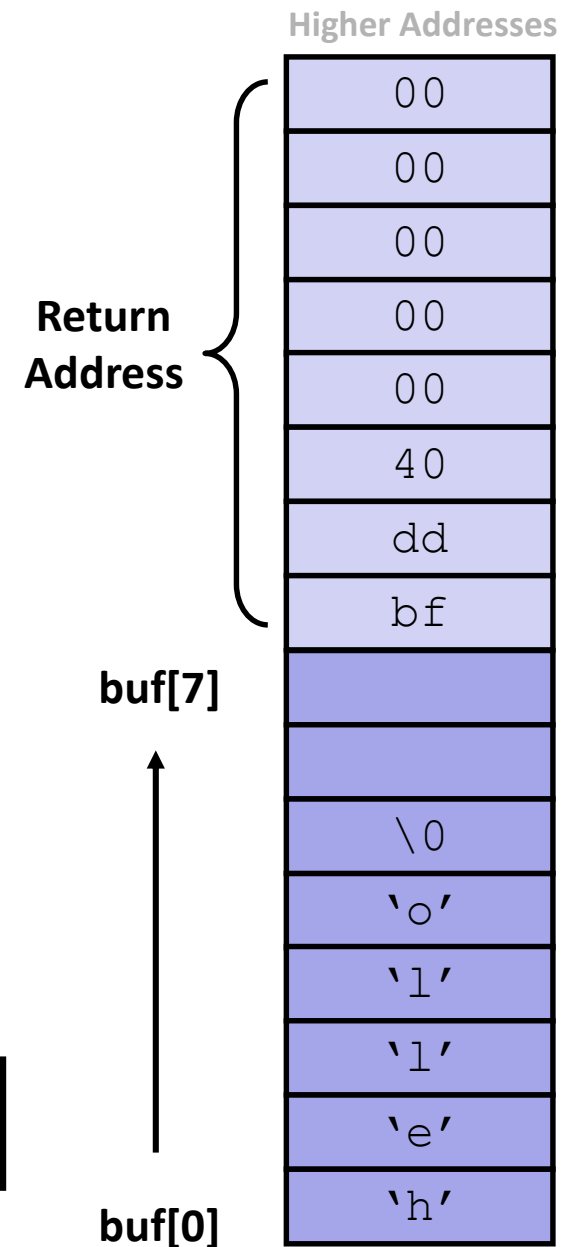 Higher Addresses
00
00
00
00
Return
Address
00
40
dd
bf
buf[7]
\0
‘o’
‘l’
‘l’
‘e’
‘h’
buf[0]